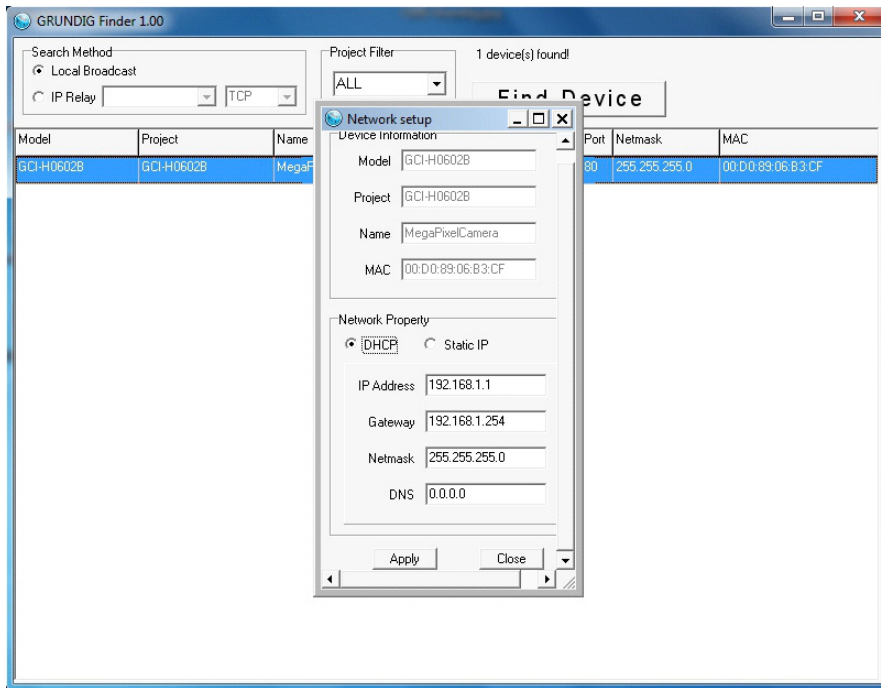 GRUNDIG Finder 1.00
Search Method
Local Broadcast
IP Relay
TCP
Project Filter
ALL
1 device(s) found!
Find Device
Model Project Name Port Netmask MAC
GCI-H0602B GCI-H0602B 80 255.255.255.0 00:D0:89:06:B3:CF
Network setup
Device Information
Model GCI-H0602B
Project GCI-H0602B
Name MegaPixelCamera
MAC 00:D0:89:06:B3:CF
Network Property
DHCP Static IP
IP Address 192.168.1.1
Gateway 192.168.1.254
Netmask 255.255.255.0
DNS 0.0.0.0
Apply Close